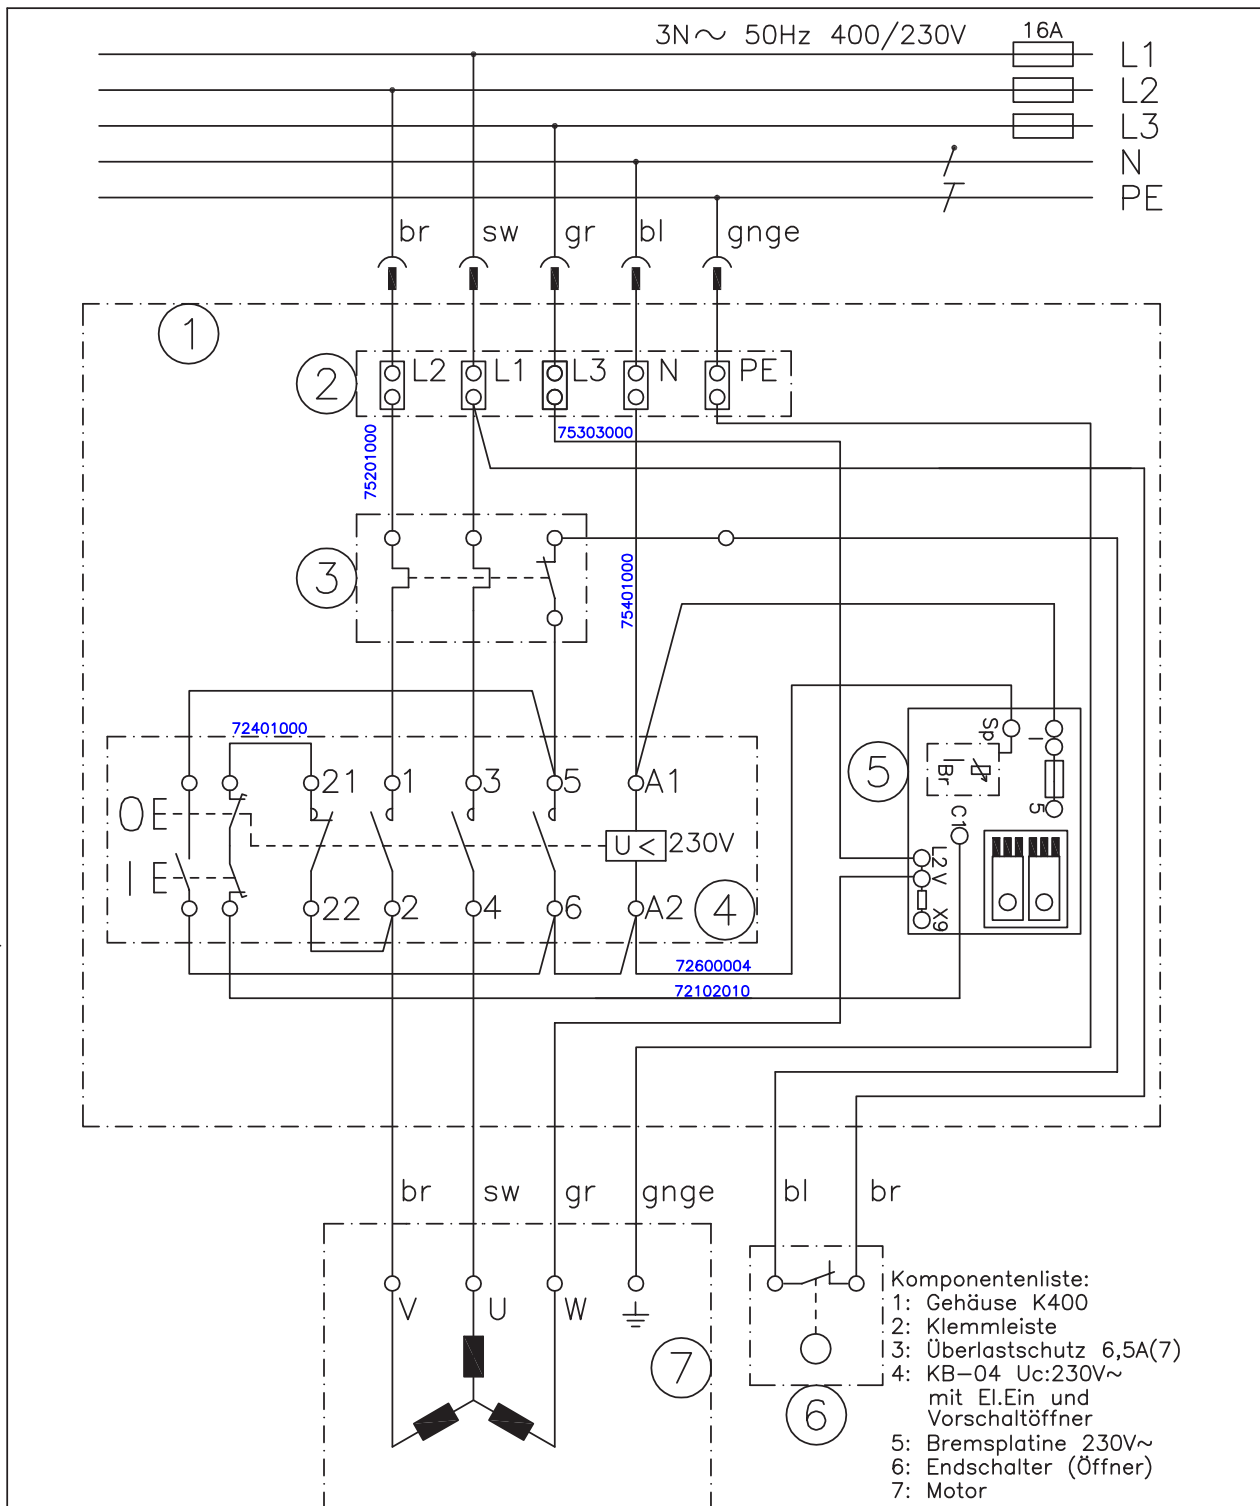 3N~ 50Hz 400/230V
16A
L1
L2
L3
N
PE
br sw gr bl gnge
1
2
L2 L1 L3 N PE
75201000
75303000
3
75401000
72401000
21 1 3 5 A1
0 E
I E
U < 230V
22 2 4 6 A2
4
5
Sp
1
Br
5
C1
L2
V
X9
72600004
72102010
br sw gr gnge bl br
V U W
7
6
Komponentenliste:
1: Gehäuse K400
2: Klemmleiste
3: Überlastschutz 6,5A(7)
4: KB-04 Uc:230V~
mit El.Ein und
Vorschaltöffner
5: Bremsplatine 230V~
6: Endschalter (Öffner)
7: Motor